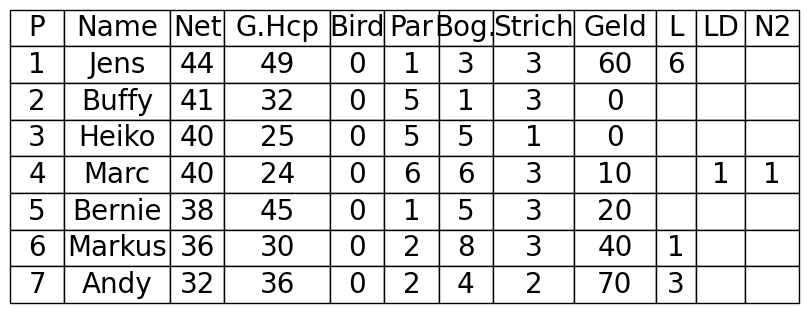 P Name Net G.Hcp Bird Par Bog. Strich Geld L LD N2
1 Jens 44 49 0 1 3 3 60 6
2 Buffy 41 32 0 5 1 3 0
3 Heiko 40 25 0 5 5 1 0
4 Marc 40 24 0 6 6 3 10 1 1
5 Bernie 38 45 0 1 5 3 20
6 Markus 36 30 0 2 8 3 40 1
7 Andy 32 36 0 2 4 2 70 3